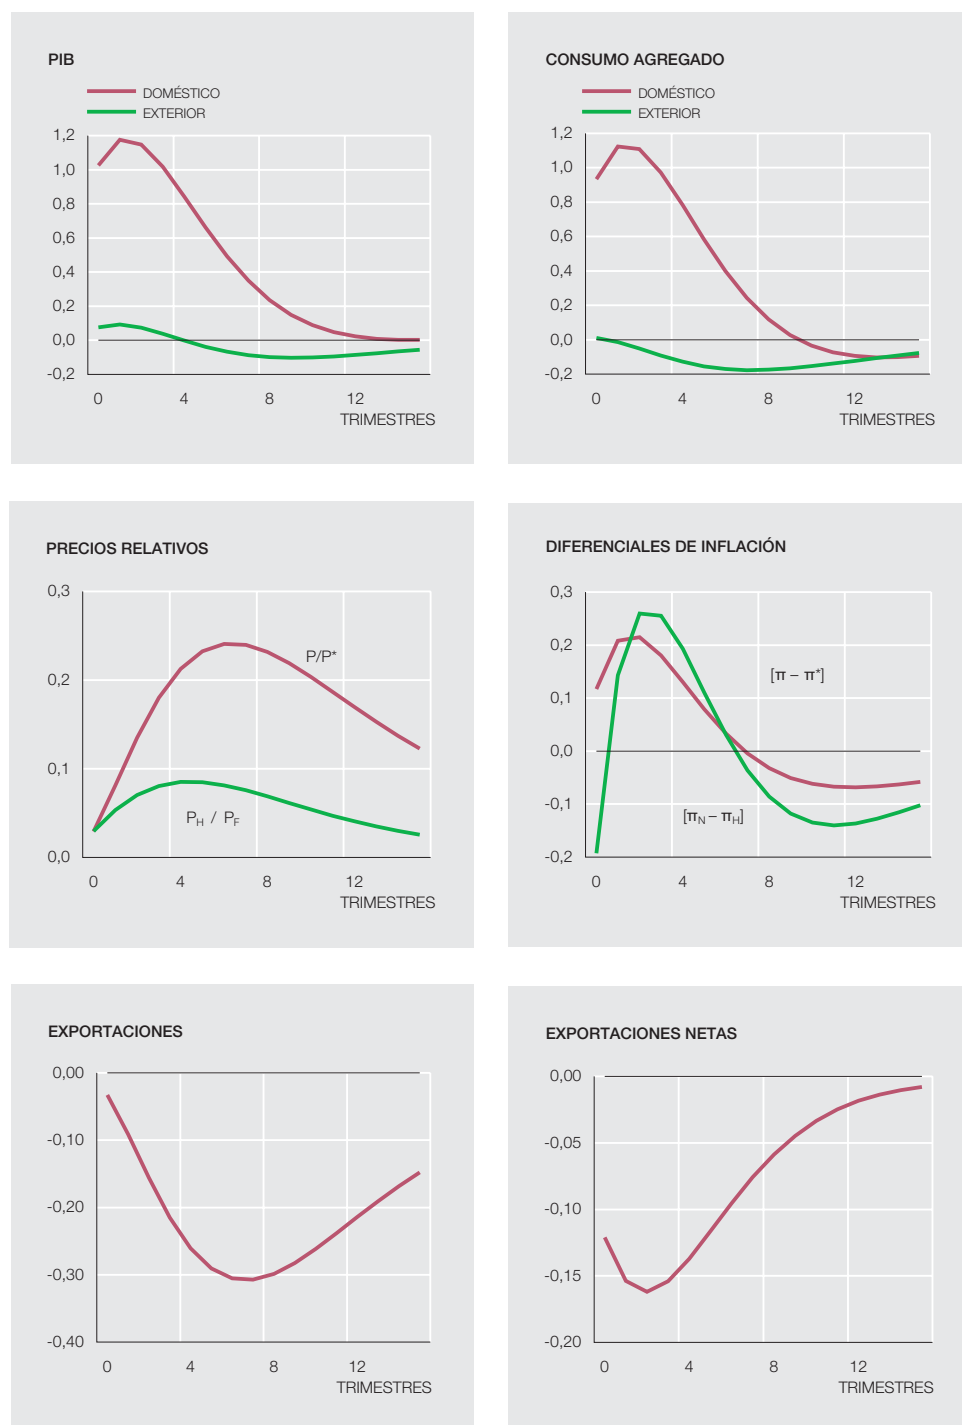 PIB
DOMÉSTICO
EXTERIOR
1,2
1,0
0,8
0,6
0,4
0,2
0,0
-0,2
0 4 8 12
TRIMESTRES
CONSUMO AGREGADO
DOMÉSTICO
EXTERIOR
1,2
1,0
0,8
0,6
0,4
0,2
0,0
-0,2
0 4 8 12
TRIMESTRES
PRECIOS RELATIVOS
0,3
0,2
0,1
0,0
P/P*
P_H / P_F
0 4 8 12
TRIMESTRES
DIFERENCIALES DE INFLACIÓN
0,3
0,2
0,1
0,0
-0,1
-0,2
[π – π*]
[π_N – π_H]
0 4 8 12
TRIMESTRES
EXPORTACIONES
0,00
-0,10
-0,20
-0,30
-0,40
0 4 8 12
TRIMESTRES
EXPORTACIONES NETAS
0,00
-0,05
-0,10
-0,15
-0,20
0 4 8 12
TRIMESTRES